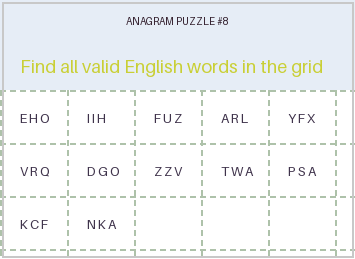 ANAGRAM PUZZLE #8
Find all valid English words in the grid
EHO IIH FUZ ARL YFX
VRQ DGO ZZV TWA PSA
KCF NKA